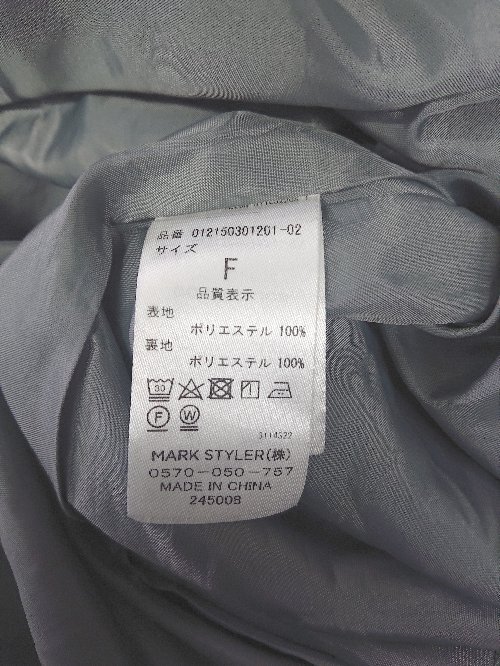 品番 012150301201-02
サイズ
F
品質表示
表地
ポリエステル 100%
裏地
ポリエステル 100%
30
F W
MARK STYLER(株)
0570-050-757
MADE IN CHINA
245008